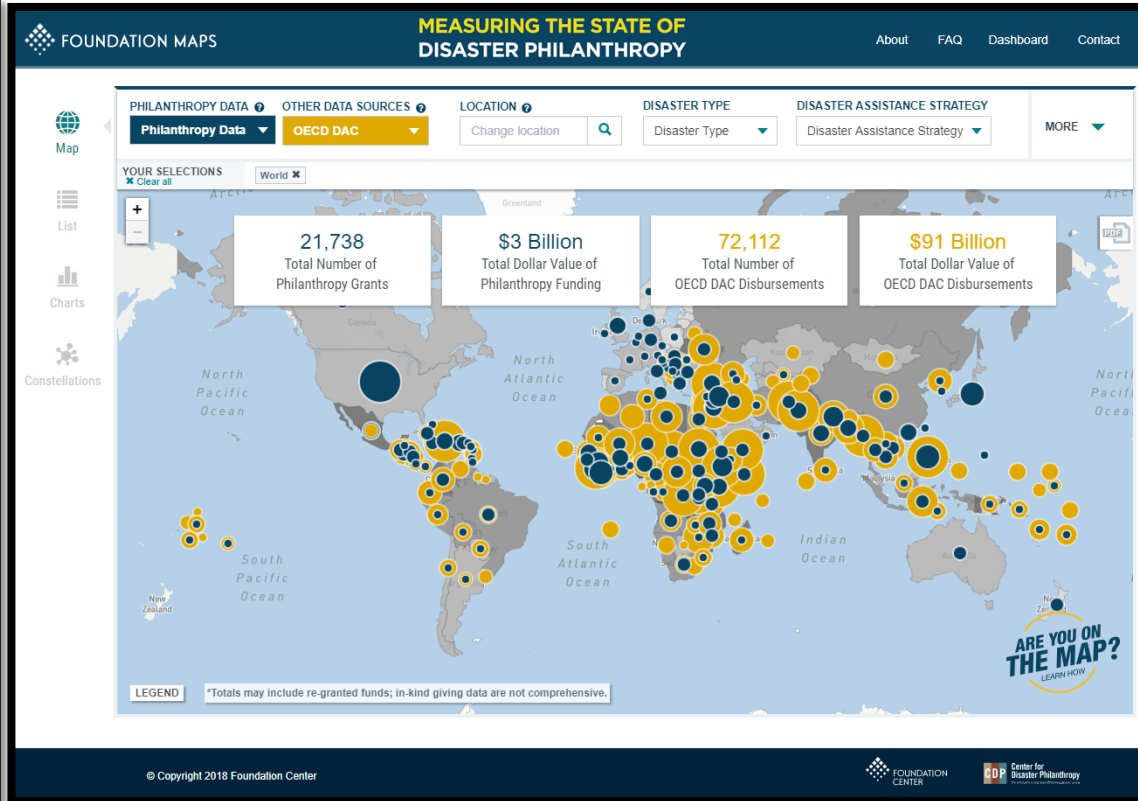 FOUNDATION MAPS
MEASURING THE STATE OF
DISASTER PHILANTHROPY
About FAQ Dashboard Contact
PHILANTHROPY DATA ? OTHER DATA SOURCES ? LOCATION ? DISASTER TYPE DISASTER ASSISTANCE STRATEGY
Philanthropy Data OECD DAC Change location Disaster Type Disaster Assistance Strategy MORE
YOUR SELECTIONS
✖ Clear all
World ✖
Map
List
Charts
Constellations
+
−
Greenland
PDF
21,738
Total Number of
Philanthropy Grants
$3 Billion
Total Dollar Value of
Philanthropy Funding
72,112
Total Number of
OECD DAC Disbursements
$91 Billion
Total Dollar Value of
OECD DAC Disbursements
Canada
North
Pacific
Ocean
North
Atlantic
Ocean
South
Pacific
Ocean
South
Atlantic
Ocean
Indian
Ocean
New
Zealand
ARE YOU ON
THE MAP?
LEARN HOW
LEGEND
*Totals may include re-granted funds; in-kind giving data are not comprehensive.
© Copyright 2018 Foundation Center
FOUNDATION
CENTER
CDP
Center for
Disaster Philanthropy